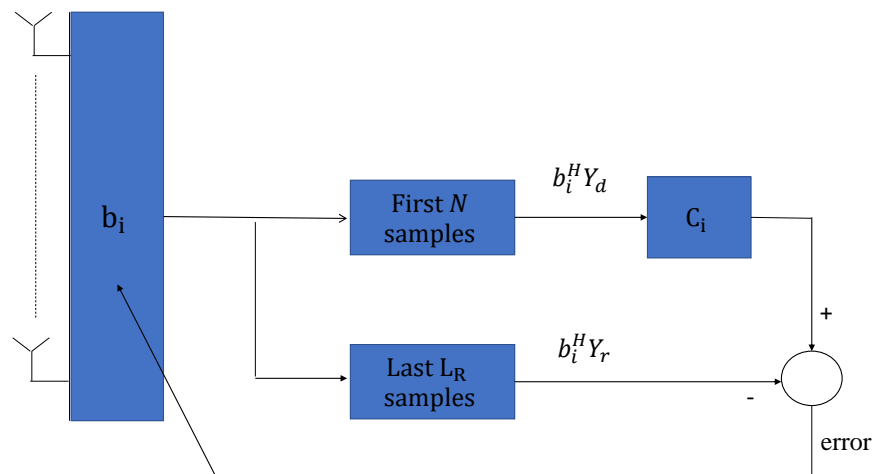 b_i
First N
samples
b_i^H Y_d
C_i
+
Last L_R
samples
b_i^H Y_r
-
error